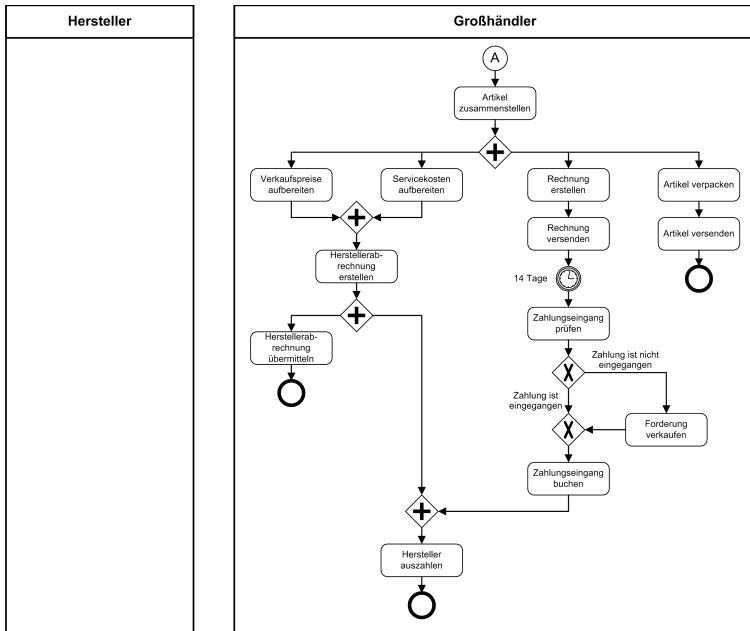 Hersteller
Großhändler
A
Artikel
zusammenstellen
Verkaufspreise
aufbereiten
Servicekosten
aufbereiten
Rechnung
erstellen
Artikel verpacken
Rechnung
versenden
Artikel versenden
Herstellerab-
rechnung
erstellen
14 Tage
Zahlungseingang
prüfen
Herstellerab-
rechnung
übermitteln
Zahlung ist nicht
eingegangen
Zahlung ist
eingegangen
Forderung
verkaufen
Zahlungseingang
buchen
Hersteller
auszahlen